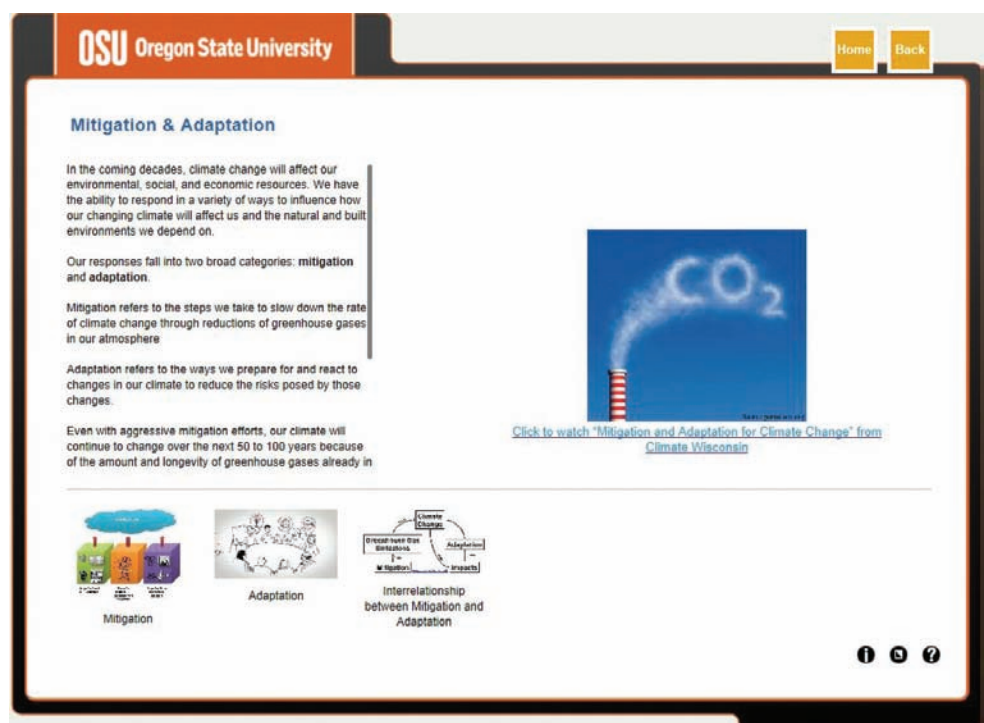 OSU Oregon State University
Home
Back
Mitigation & Adaptation
In the coming decades, climate change will affect our
environmental, social, and economic resources. We have
the ability to respond in a variety of ways to influence how
our changing climate will affect us and the natural and built
environments we depend on.
Our responses fall into two broad categories: mitigation
and adaptation.
Mitigation refers to the steps we take to slow down the rate
of climate change through reductions of greenhouse gases
in our atmosphere
Adaptation refers to the ways we prepare for and react to
changes in our climate to reduce the risks posed by those
changes.
Even with aggressive mitigation efforts, our climate will
continue to change over the next 50 to 100 years because
of the amount and longevity of greenhouse gases already in
CO2
Click to watch "Mitigation and Adaptation for Climate Change" from
Climate Wisconsin
Mitigation
Adaptation
Climate
Change
Greenhouse Gas
Emissions
Adaptation
Mitigation
Impacts
Interrelationship
between Mitigation and
Adaptation